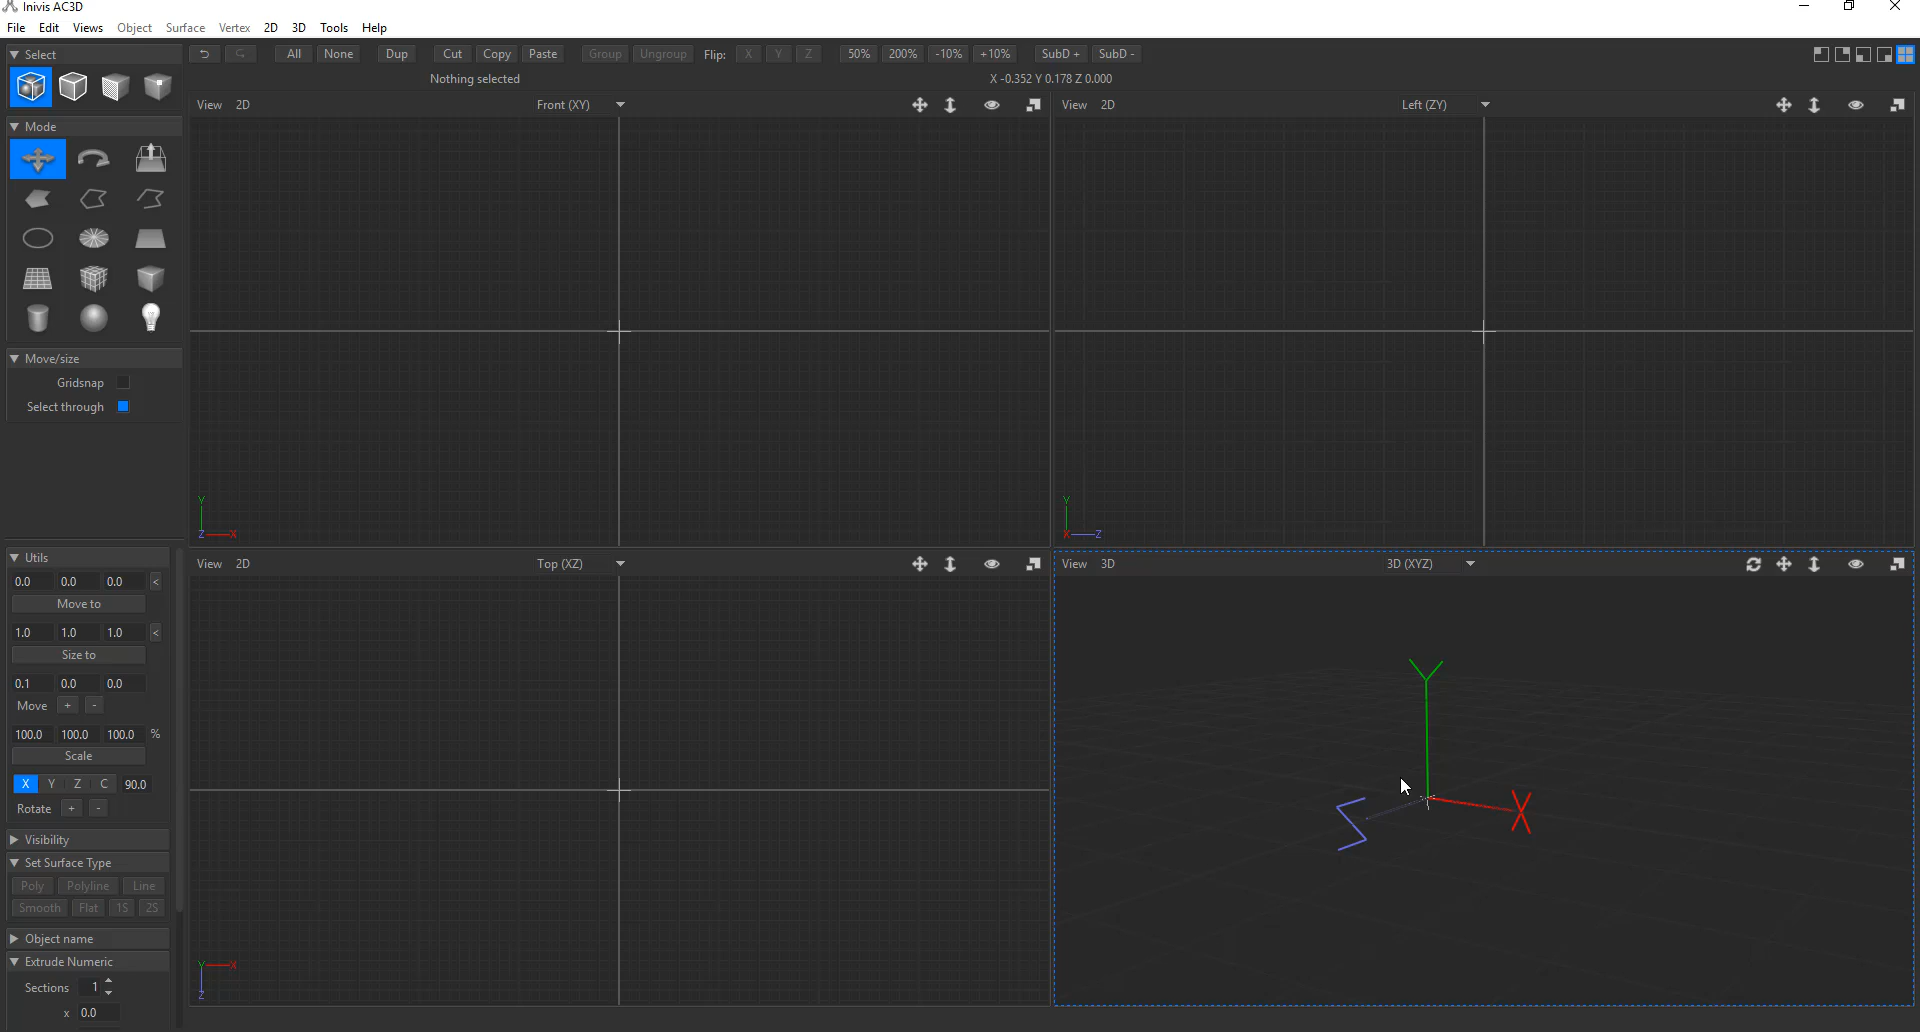 Inivis AC3D
File Edit Views Object Surface Vertex 2D 3D Tools Help
Select
All None Dup Cut Copy Paste Group Ungroup Flip: X Y Z 50% 200% -10% +10% SubD + SubD -
Nothing selected
X -0.352 Y 0.178 Z 0.000
View 2D Front (XY)
View 2D Left (ZY)
Mode
Move/size
Gridsnap
Select through
Y
Z X
Y
X Z
Utils
View 2D Top (XZ)
View 3D 3D (XYZ)
0.0 0.0 0.0 <
Move to
1.0 1.0 1.0 <
Size to
0.1 0.0 0.0
Move + -
100.0 100.0 100.0 %
Scale
X Y Z C 90.0
Rotate + -
Y
Z
X
Visibility
Set Surface Type
Poly Polyline Line
Smooth Flat 1S 2S
Object name
Extrude Numeric
Y X
Z
Sections 1
x 0.0